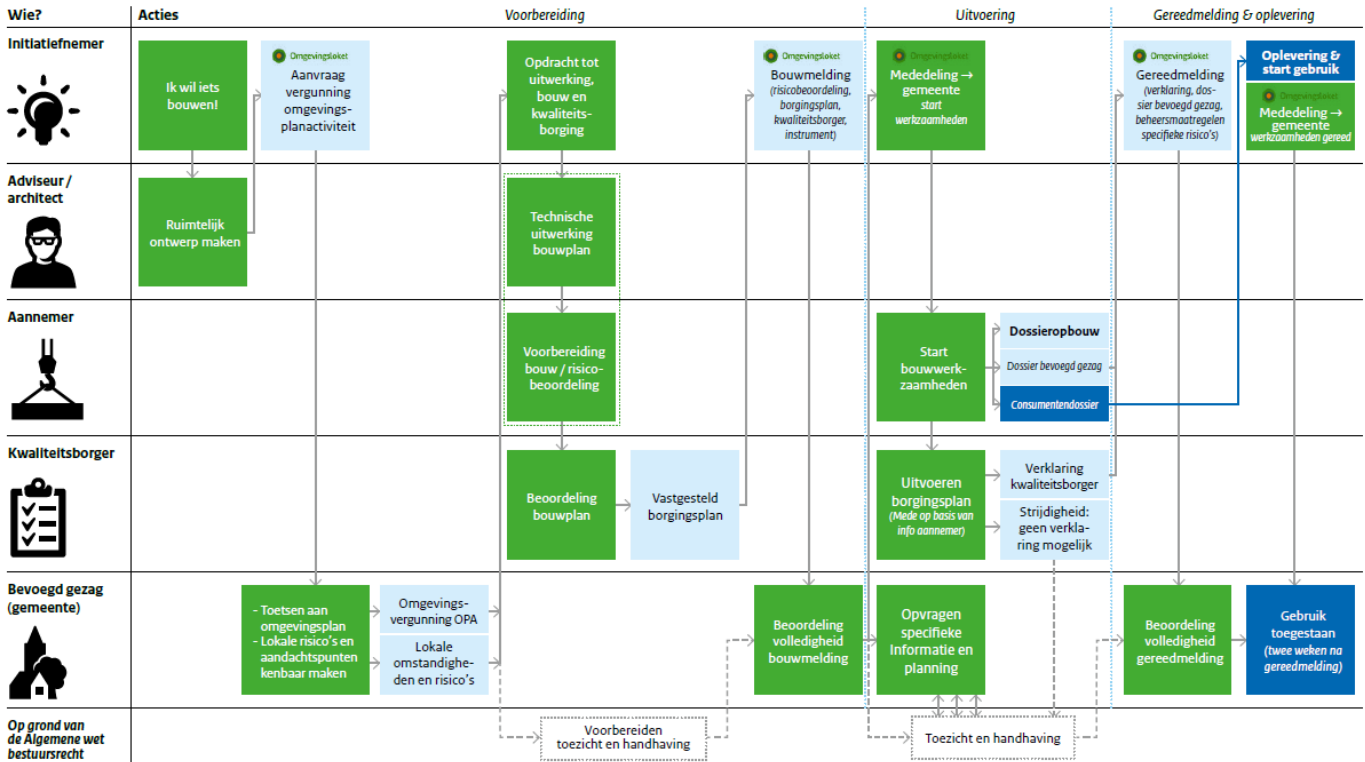 Wie?
Acties
Voorbereiding
Uitvoering
Gereedmelding & oplevering
Initiatiefnemer
Ik wil iets
bouwen!
Omgevingsloket
Aanvraag
vergunning
omgevings-
planactiviteit
Opdracht tot
uitwerking,
bouw en
kwaliteits-
borging
Omgevingsloket
Bouwmelding
(risicobeoordeling,
borgingsplan,
kwaliteitsborger,
instrument)
Omgevingsloket
Mededeling →
gemeente
start
werkzaamheden
Omgevingsloket
Gereedmelding
(verklaring, dos-
sier bevoegd gezag,
beheersmaatregelen
specifieke risico's)
Oplevering &
start gebruik
Omgevingsloket
Mededeling →
gemeente
werkzaamheden gereed
Adviseur /
architect
Ruimtelijk
ontwerp maken
Technische
uitwerking
bouwplan
Aannemer
Voorbereiding
bouw / risico-
beoordeling
Start
bouwwerk-
zaamheden
Dossieropbouw
Dossier bevoegd gezag
Consumentendossier
Kwaliteitsborger
Beoordeling
bouwplan
Vastgesteld
borgingsplan
Uitvoeren
borgingsplan
(Mede op basis van
info aannemer)
Verklaring
kwaliteitsborger
Strijdigheid:
geen verkla-
ring mogelijk
Bevoegd gezag
(gemeente)
- Toetsen aan
omgevingsplan
- Lokale risico's en
aandachtspunten
kenbaar maken
Omgevings-
vergunning OPA
Lokale
omstandighe-
den en risico's
Beoordeling
volledigheid
bouwmelding
Opvragen
specifieke
Informatie en
planning
Beoordeling
volledigheid
gereedmelding
Gebruik
toegestaan
(twee weken na
gereedmelding)
Op grond van
de Algemene wet
bestuursrecht
Voorbereiden
toezicht en handhaving
Toezicht en handhaving